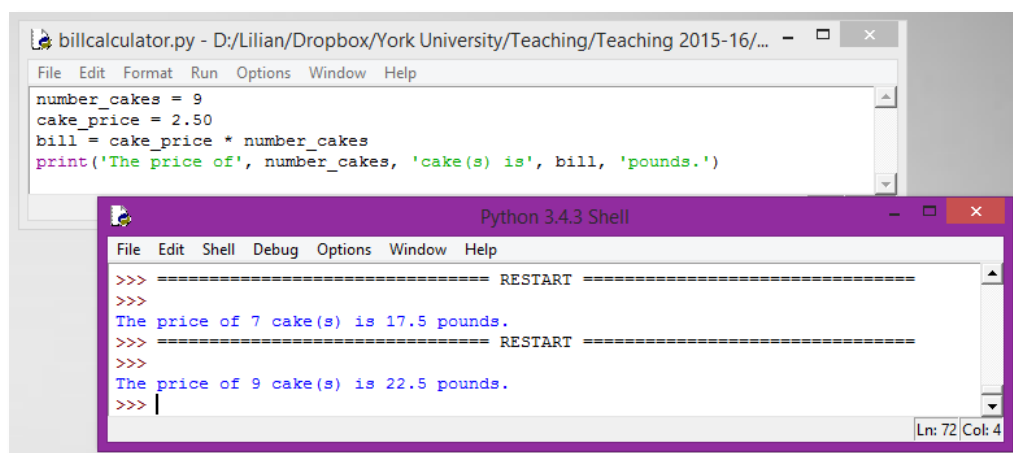 billcalculator.py - D:/Lilian/Dropbox/York University/Teaching/Teaching 2015-16/...
File Edit Format Run Options Window Help
number_cakes = 9
cake_price = 2.50
bill = cake_price * number_cakes
print('The price of', number_cakes, 'cake(s) is', bill, 'pounds.')
Python 3.4.3 Shell
File Edit Shell Debug Options Window Help
>>> ================================ RESTART ================================
>>>
The price of 7 cake(s) is 17.5 pounds.
>>> ================================ RESTART ================================
>>>
The price of 9 cake(s) is 22.5 pounds.
>>>
Ln: 72 Col: 4